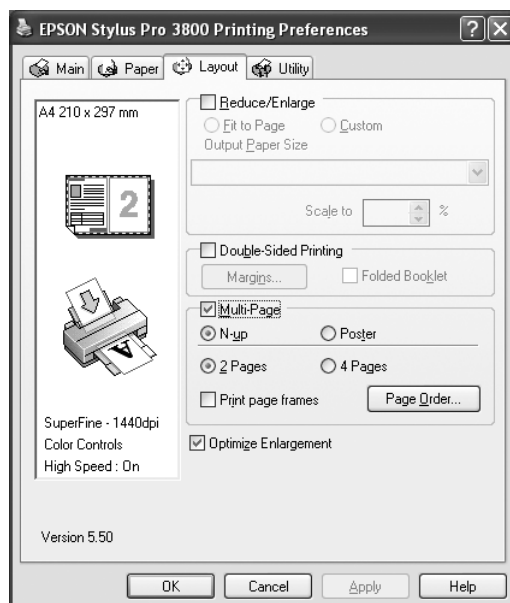 EPSON Stylus Pro 3800 Printing Preferences
Main Paper Layout Utility
A4 210 x 297 mm
2
A
SuperFine - 1440dpi
Color Controls
High Speed : On
Version 5.50
Reduce/Enlarge
Fit to Page Custom
Output Paper Size
Scale to %
Double-Sided Printing
Margins... Folded Booklet
Multi-Page
N-up Poster
2 Pages 4 Pages
Print page frames Page Order...
Optimize Enlargement
OK Cancel Apply Help